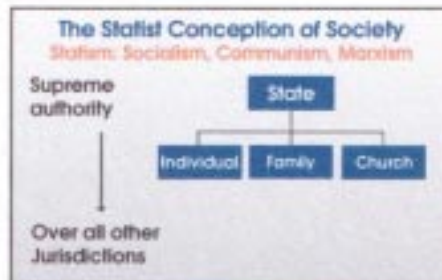 The Statist Conception of Society
Statism: Socialism, Communism, Marxism
Supreme
authority
State
Individual
Family
Church
Over all other
Jurisdictions